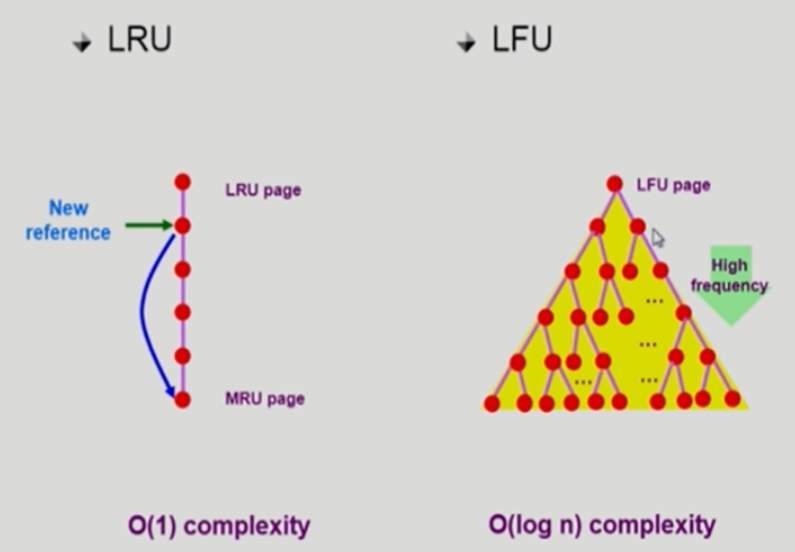 LRU
LFU
LRU page
New
reference
MRU page
LFU page
High
frequency
...
...
...
...
O(1) complexity
O(log n) complexity